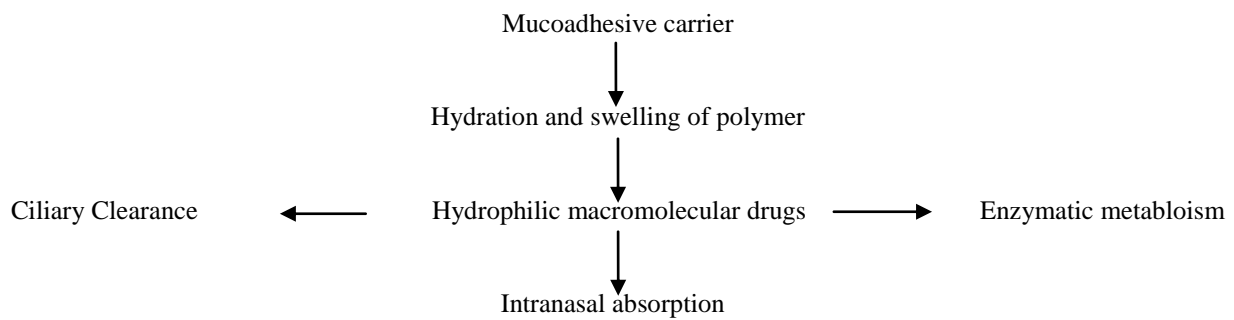 Mucoadhesive carrier
Hydration and swelling of polymer
Ciliary Clearance
Hydrophilic macromolecular drugs
Enzymatic metabloism
Intranasal absorption